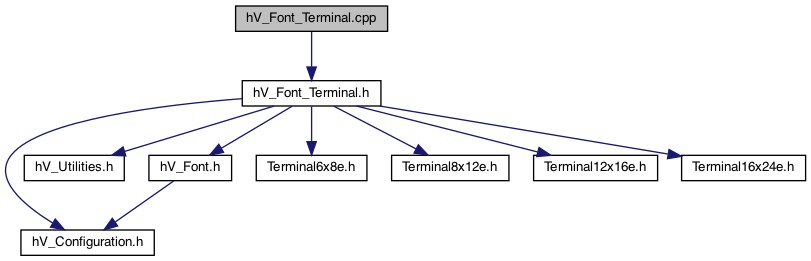 hV_Font_Terminal.cpp
hV_Font_Terminal.h
hV_Utilities.h
hV_Font.h
Terminal6x8e.h
Terminal8x12e.h
Terminal12x16e.h
Terminal16x24e.h
hV_Configuration.h